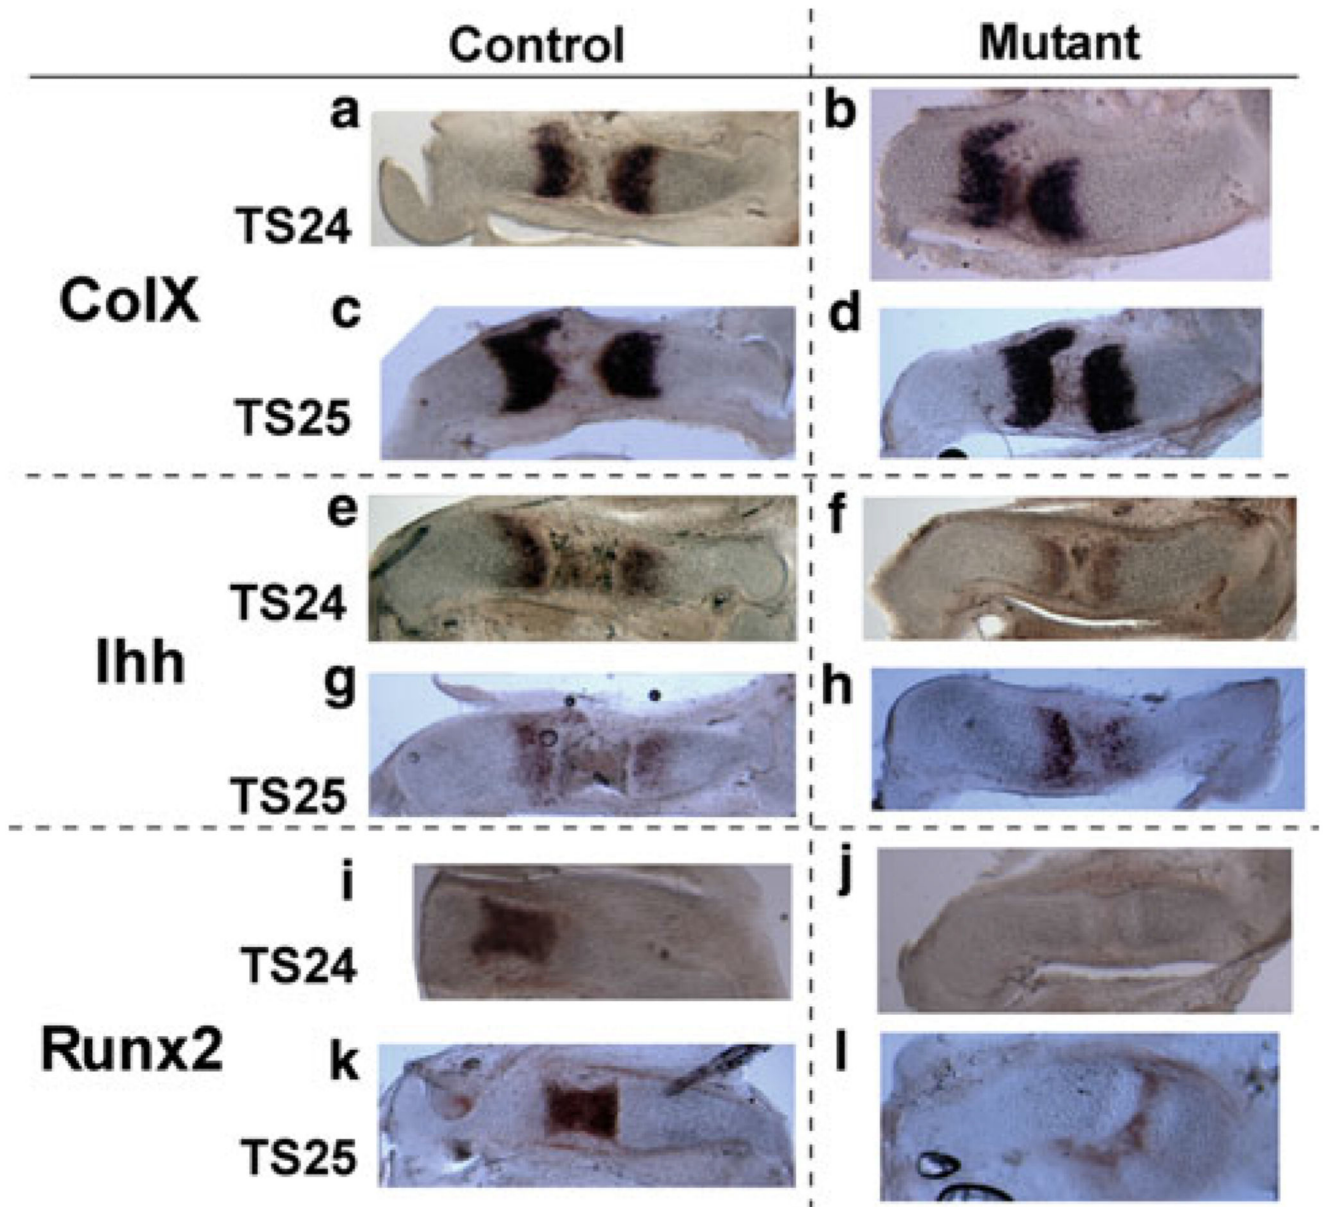 Control Mutant
a b
TS24
ColX
c d
TS25
e f
TS24
Ihh
g h
TS25
i j
TS24
Runx2
k l
TS25